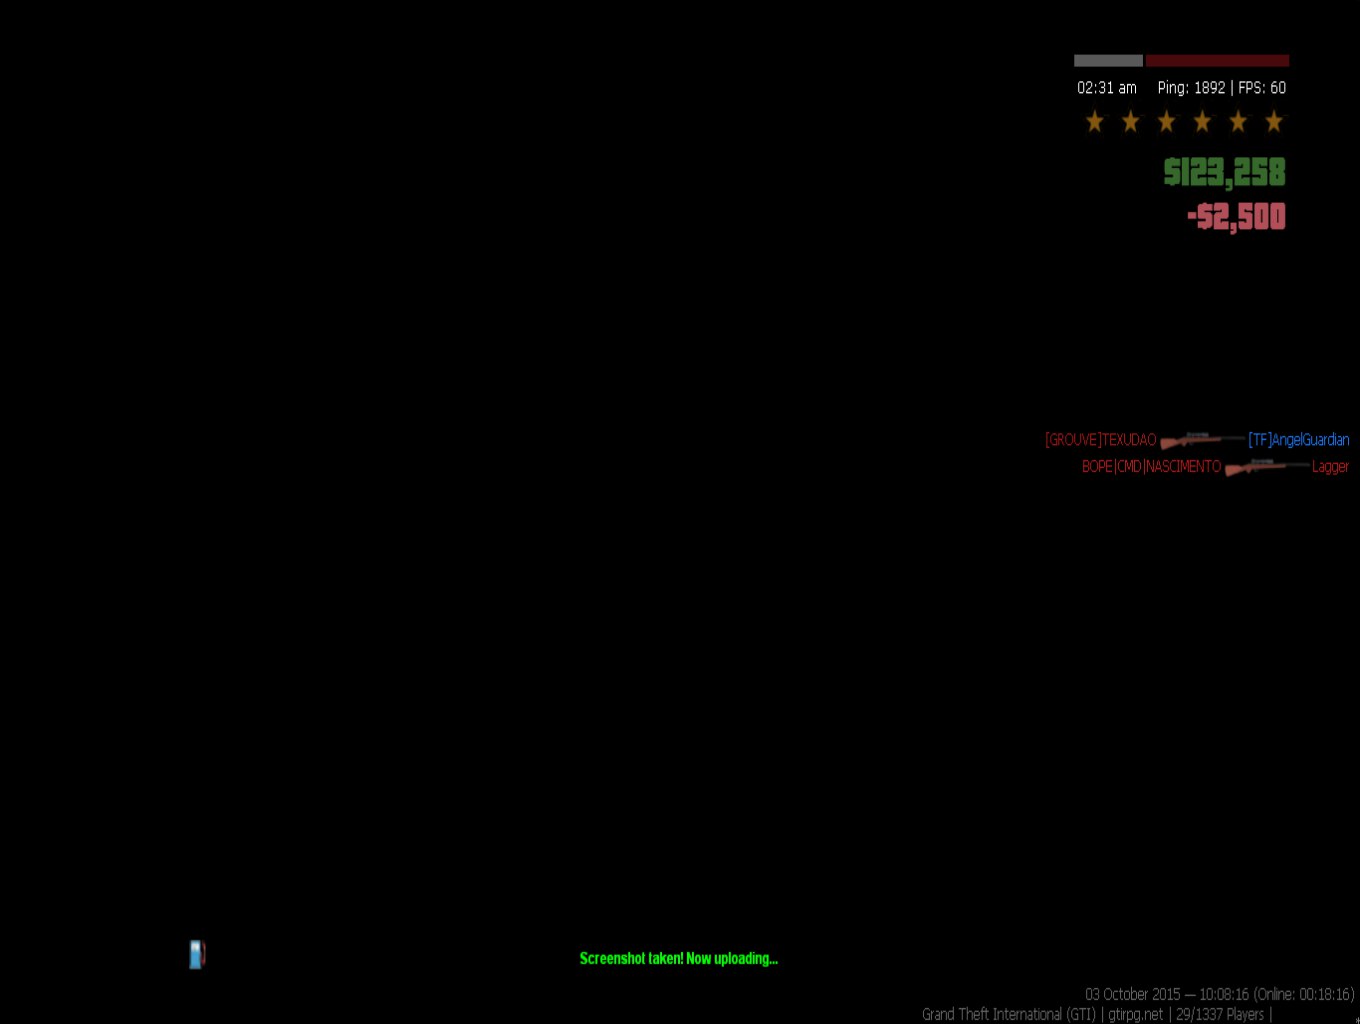 02:31 am Ping: 1892 | FPS: 60
$123,258
-$2,500
[GROUVE]TEXUDAO [TF]AngelGuardian
BOPE|CMD|NASCIMENTO Lagger
Screenshot taken! Now uploading...
03 October 2015 — 10:08:16 (Online: 00:18:16)
Grand Theft International (GTI) | gtirpg.net | 29/1337 Players |